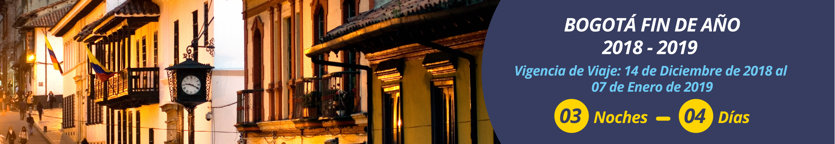 BOGOTÁ FIN DE AÑO
2018 - 2019
Vigencia de Viaje: 14 de Diciembre de 2018 al
07 de Enero de 2019
03 Noches – 04 Días